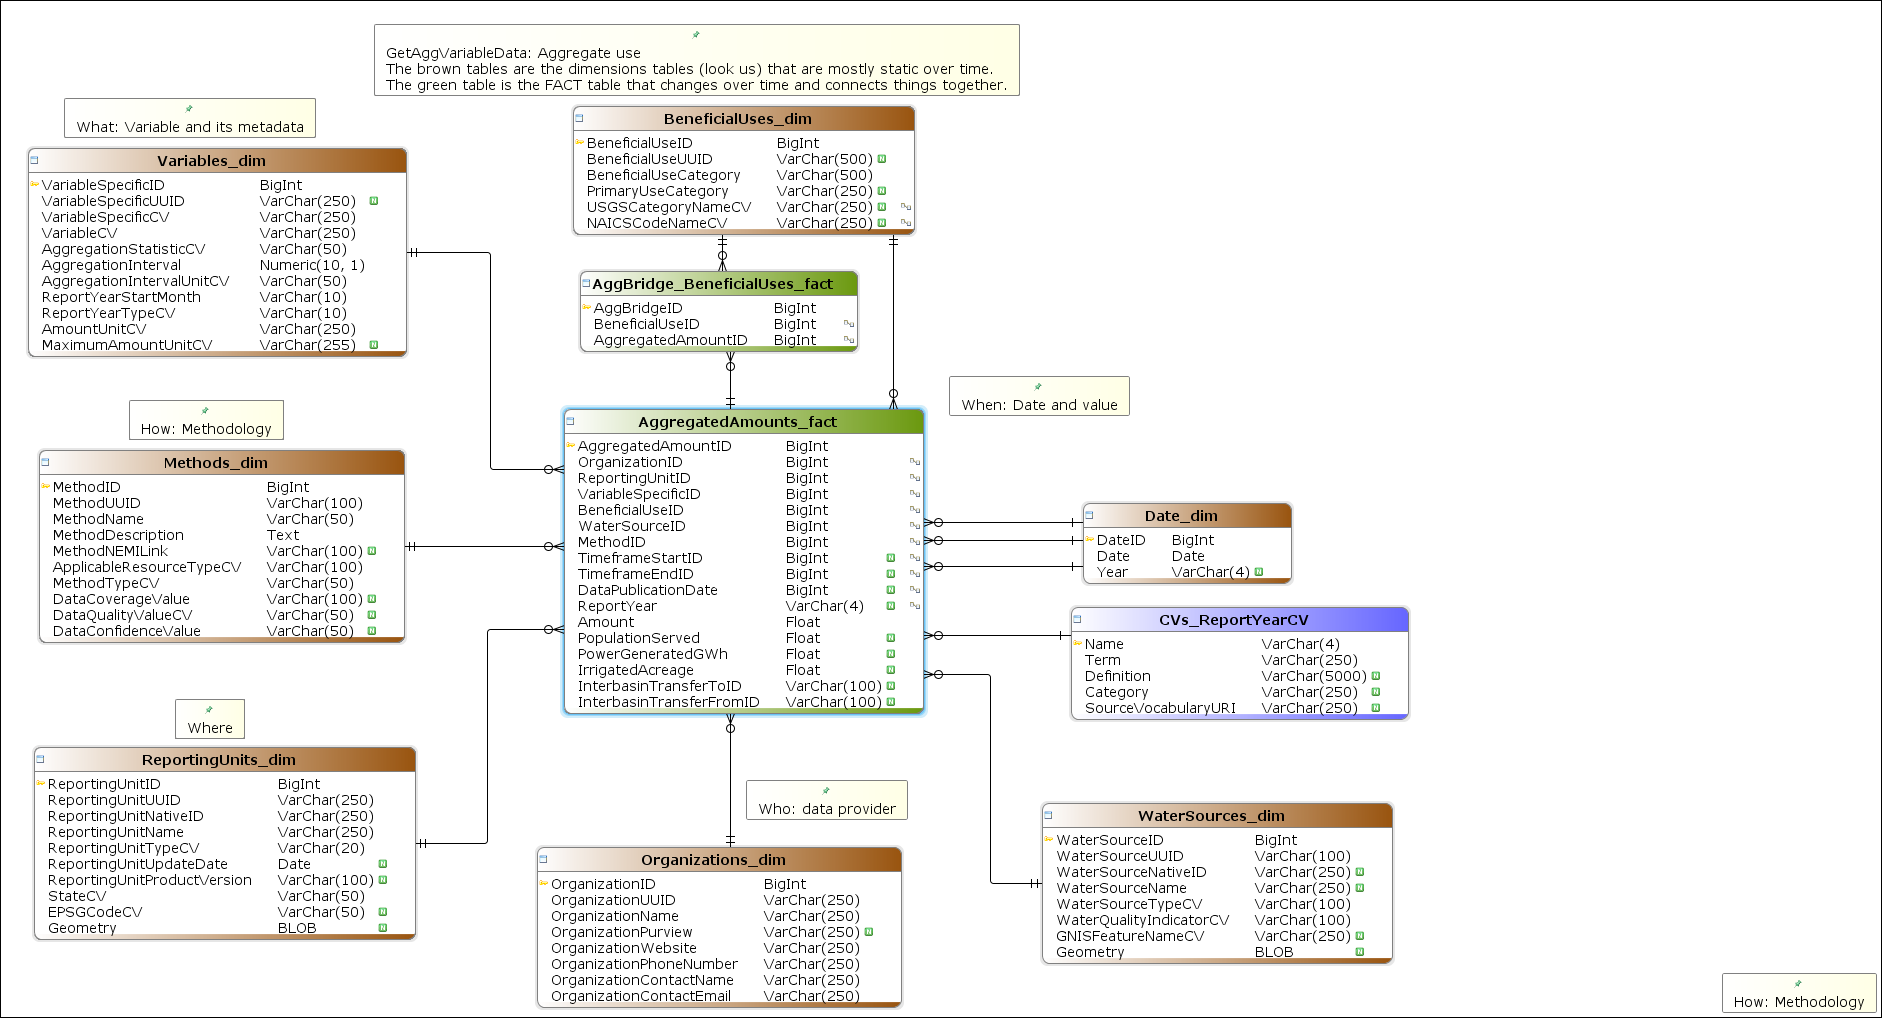 GetAggVariableData: Aggregate use
The brown tables are the dimensions tables (look us) that are mostly static over time.
The green table is the FACT table that changes over time and connects things together.
What: Variable and its metadata
Variables_dim
VariableSpecificID BigInt
VariableSpecificUUID VarChar(250) N
VariableSpecificCV VarChar(250)
VariableCV VarChar(250)
AggregationStatisticCV VarChar(50)
AggregationInterval Numeric(10, 1)
AggregationIntervalUnitCV VarChar(50)
ReportYearStartMonth VarChar(10)
ReportYearTypeCV VarChar(10)
AmountUnitCV VarChar(250)
MaximumAmountUnitCV VarChar(255) N
BeneficialUses_dim
BeneficialUseID BigInt
BeneficialUseUUID VarChar(500) N
BeneficialUseCategory VarChar(500)
PrimaryUseCategory VarChar(250) N
USGSCategoryNameCV VarChar(250) N
NAICSCodeNameCV VarChar(250) N
AggBridge_BeneficialUses_fact
AggBridgeID BigInt
BeneficialUseID BigInt
AggregatedAmountID BigInt
How: Methodology
Methods_dim
MethodID BigInt
MethodUUID VarChar(100)
MethodName VarChar(50)
MethodDescription Text
MethodNEMILink VarChar(100) N
ApplicableResourceTypeCV VarChar(100)
MethodTypeCV VarChar(50)
DataCoverageValue VarChar(100) N
DataQualityValueCV VarChar(50) N
DataConfidenceValue VarChar(50) N
AggregatedAmounts_fact
AggregatedAmountID BigInt
OrganizationID BigInt
ReportingUnitID BigInt
VariableSpecificID BigInt
BeneficialUseID BigInt
WaterSourceID BigInt
MethodID BigInt
TimeframeStartID BigInt N
TimeframeEndID BigInt N
DataPublicationDate BigInt N
ReportYear VarChar(4) N
Amount Float
PopulationServed Float N
PowerGeneratedGWh Float N
IrrigatedAcreage Float N
InterbasinTransferToID VarChar(100) N
InterbasinTransferFromID VarChar(100) N
When: Date and value
Date_dim
DateID BigInt
Date Date
Year VarChar(4) N
CVs_ReportYearCV
Name VarChar(4)
Term VarChar(250)
Definition VarChar(5000) N
Category VarChar(250) N
SourceVocabularyURI VarChar(250) N
Where
ReportingUnits_dim
ReportingUnitID BigInt
ReportingUnitUUID VarChar(250)
ReportingUnitNativeID VarChar(250)
ReportingUnitName VarChar(250)
ReportingUnitTypeCV VarChar(20)
ReportingUnitUpdateDate Date N
ReportingUnitProductVersion VarChar(100) N
StateCV VarChar(50)
EPSGCodeCV VarChar(50) N
Geometry BLOB N
Who: data provider
Organizations_dim
OrganizationID BigInt
OrganizationUUID VarChar(250)
OrganizationName VarChar(250)
OrganizationPurview VarChar(250) N
OrganizationWebsite VarChar(250)
OrganizationPhoneNumber VarChar(250)
OrganizationContactName VarChar(250)
OrganizationContactEmail VarChar(250)
WaterSources_dim
WaterSourceID BigInt
WaterSourceUUID VarChar(100)
WaterSourceNativeID VarChar(250) N
WaterSourceName VarChar(250) N
WaterSourceTypeCV VarChar(100)
WaterQualityIndicatorCV VarChar(100)
GNISFeatureNameCV VarChar(250) N
Geometry BLOB N
How: Methodology